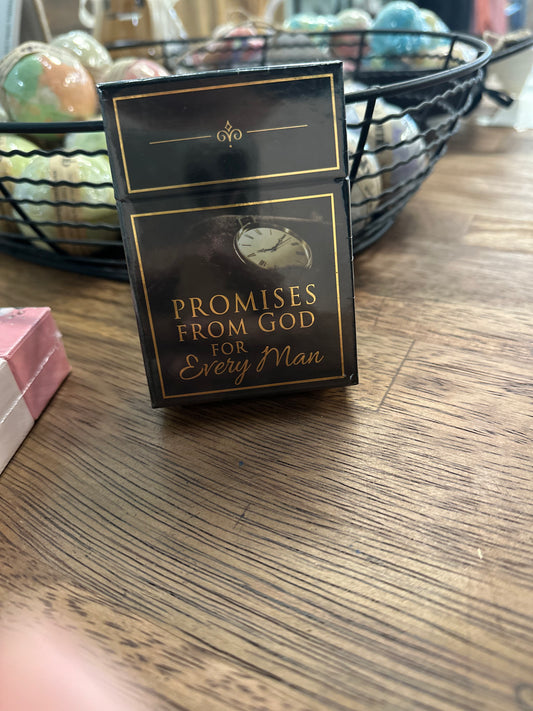 PROMISES
FROM GOD
FOR
Every Man